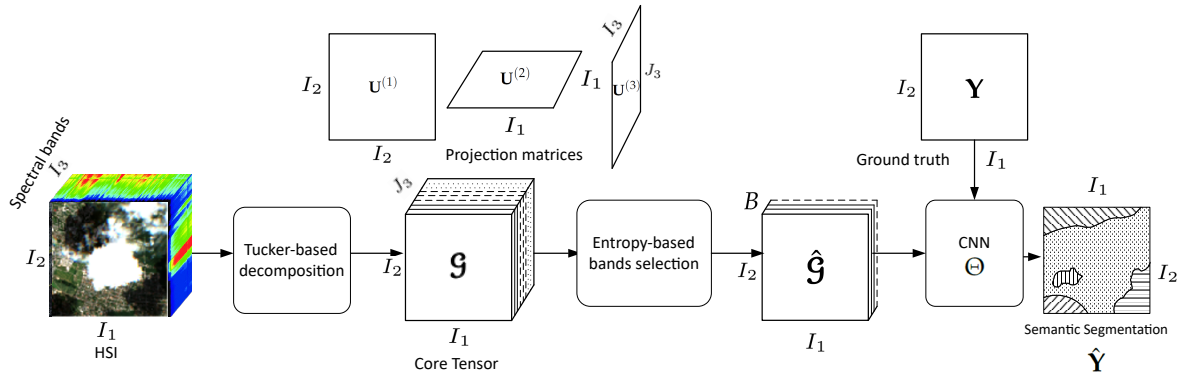 I₃
I₂
U⁽¹⁾
I₂
U⁽²⁾
I₁
I₁
U⁽³⁾
J₃
Projection matrices
I₂
Y
I₁
Ground truth
Spectral bands
I₃
I₂
I₁
HSI
Tucker-based
decomposition
J₃
I₂
𝓖
I₁
Core Tensor
Entropy-based
bands selection
B
I₂
𝓖̂
I₁
CNN
Θ
I₁
I₂
Semantic Segmentation
Ŷ